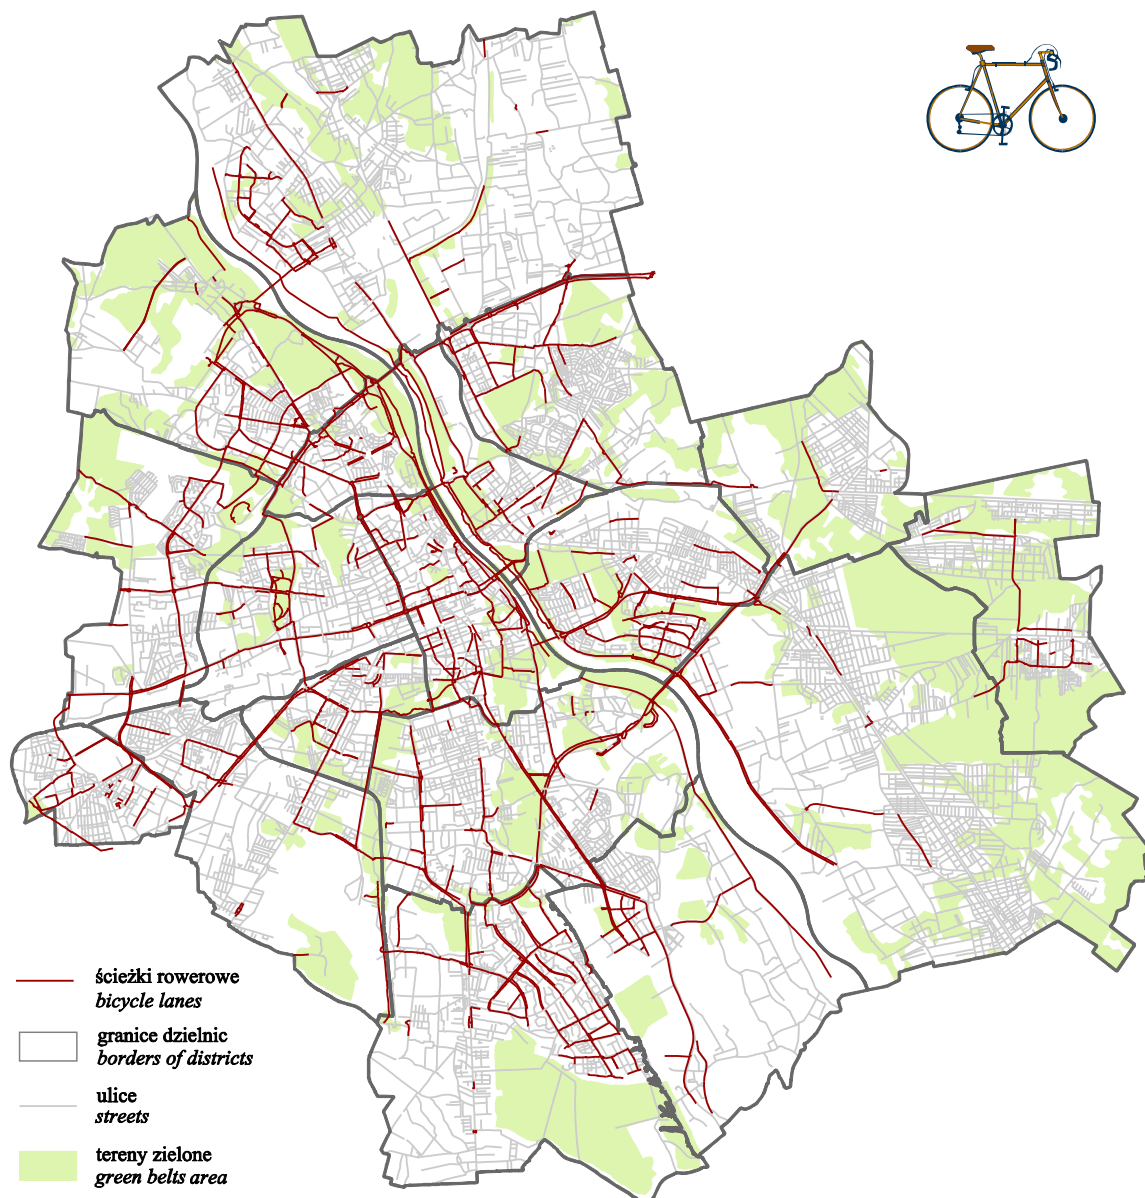 ścieżki rowerowe
bicycle lanes
granice dzielnic
borders of districts
ulice
streets
tereny zielone
green belts area